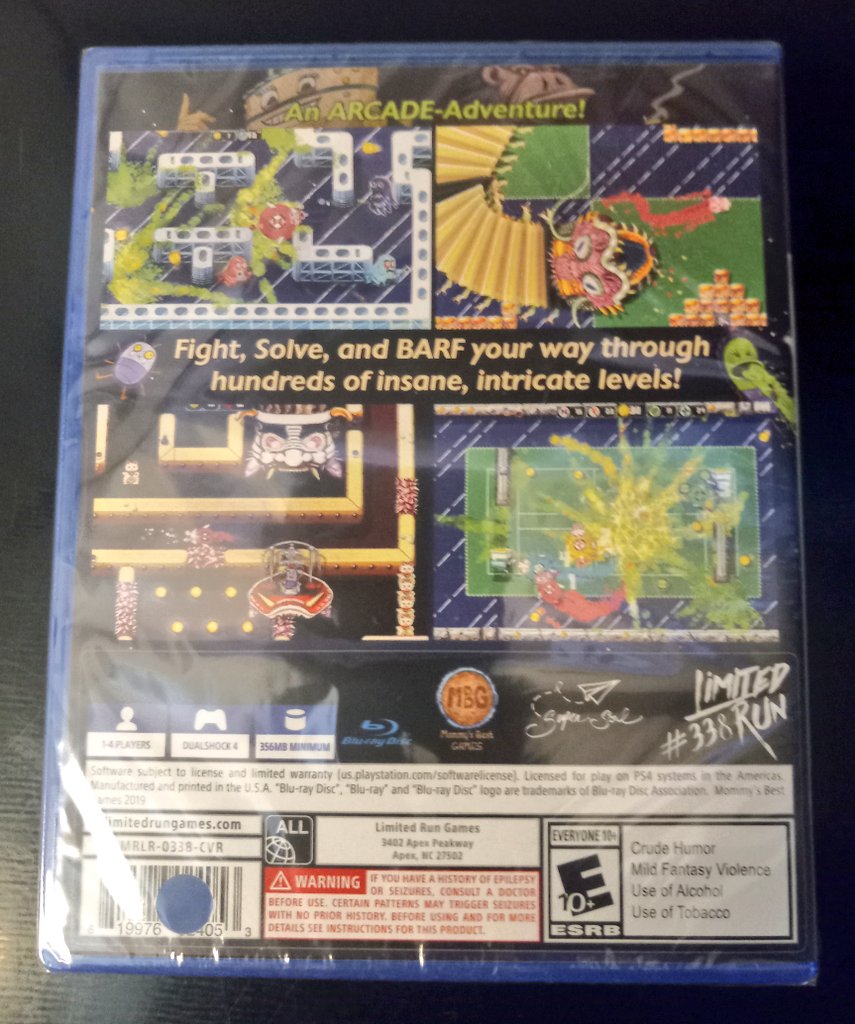 An ARCADE-Adventure!
Fight, Solve, and BARF your way through
hundreds of insane, intricate levels!
LIMITED
RUN
#338
MBG
Mommy's Best
GAMES
1-4 PLAYERS
DUALSHOCK 4
356MB MINIMUM
Blu-ray Disc
Software subject to license and limited warranty (us.playstation.com/softwarelicense). Licensed for play on PS4 systems in the Americas.
Manufactured and printed in the U.S.A. "Blu-ray Disc", "Blu-ray" and "Blu-ray Disc" logo are trademarks of Blu-ray Disc Association. Mommy's Best
Games 2019
limitedrungames.com
MRLR-0338-CVR
ALL
Limited Run Games
3402 Apex Peakway
Apex, NC 27502
WARNING IF YOU HAVE A HISTORY OF EPILEPSY
OR SEIZURES, CONSULT A DOCTOR
BEFORE USE. CERTAIN PATTERNS MAY TRIGGER SEIZURES
WITH NO PRIOR HISTORY. BEFORE USING AND FOR MORE
DETAILS SEE INSTRUCTIONS FOR THIS PRODUCT.
EVERYONE 10+
E
10+
ESRB
Crude Humor
Mild Fantasy Violence
Use of Alcohol
Use of Tobacco
19976
405
3